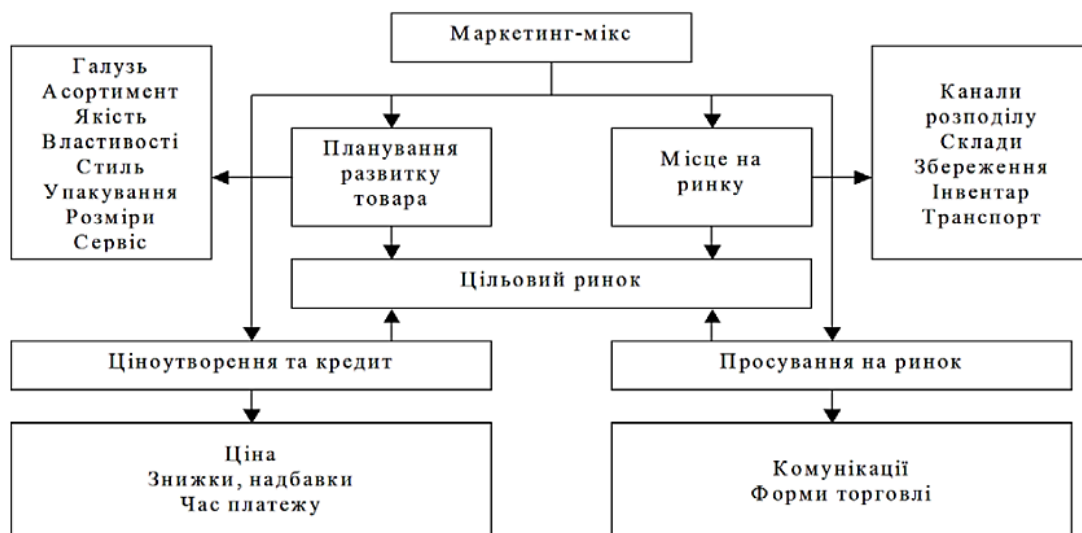 Маркетинг-мікс
Галузь
Асортимент
Якість
Властивості
Стиль
Упакування
Розміри
Сервіс
Планування
развитку
товара
Місце на
ринку
Канали
розподілу
Склади
Збереження
Інвентар
Транспорт
Цільовий ринок
Ціноутворення та кредит
Просування на ринок
Ціна
Знижки, надбавки
Час платежу
Комунікації
Форми торговлі